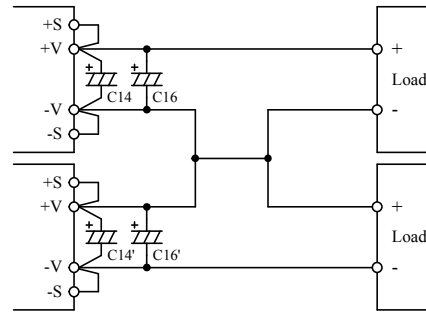 +S
+V +
+ +
C14 C16 Load
-V -
-S
+S
+V +
+ +
C14' C16' Load
-V -
-S